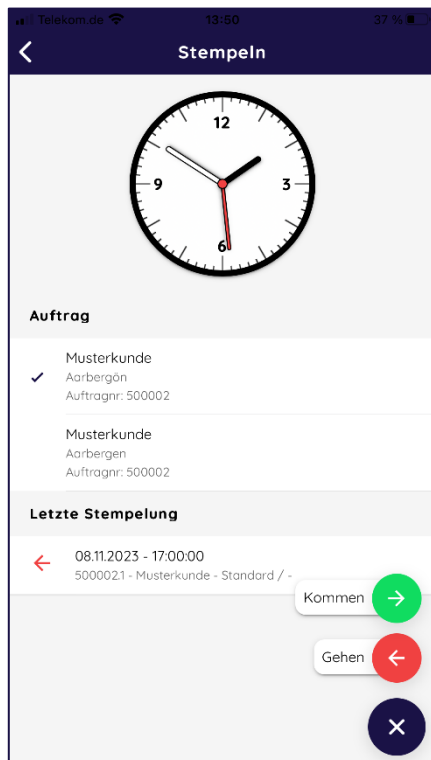 Telekom.de 13:50 37 %
Stempeln
12
9 3
6
Auftrag
Musterkunde
Aarbergön
Auftragnr: 500002
Musterkunde
Aarbergen
Auftragnr: 500002
Letzte Stempelung
08.11.2023 - 17:00:00
500002.1 - Musterkunde - Standard / -
Kommen
Gehen